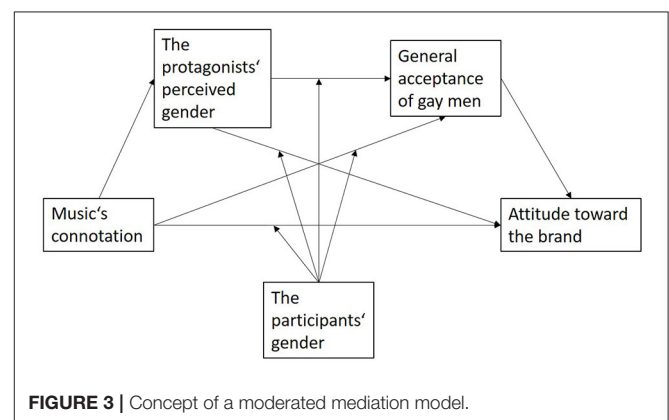 The
protagonists‘
perceived
gender
General
acceptance
of gay men
Music‘s
connotation
Attitude toward
the brand
The
participants‘
gender
FIGURE 3 | Concept of a moderated mediation model.